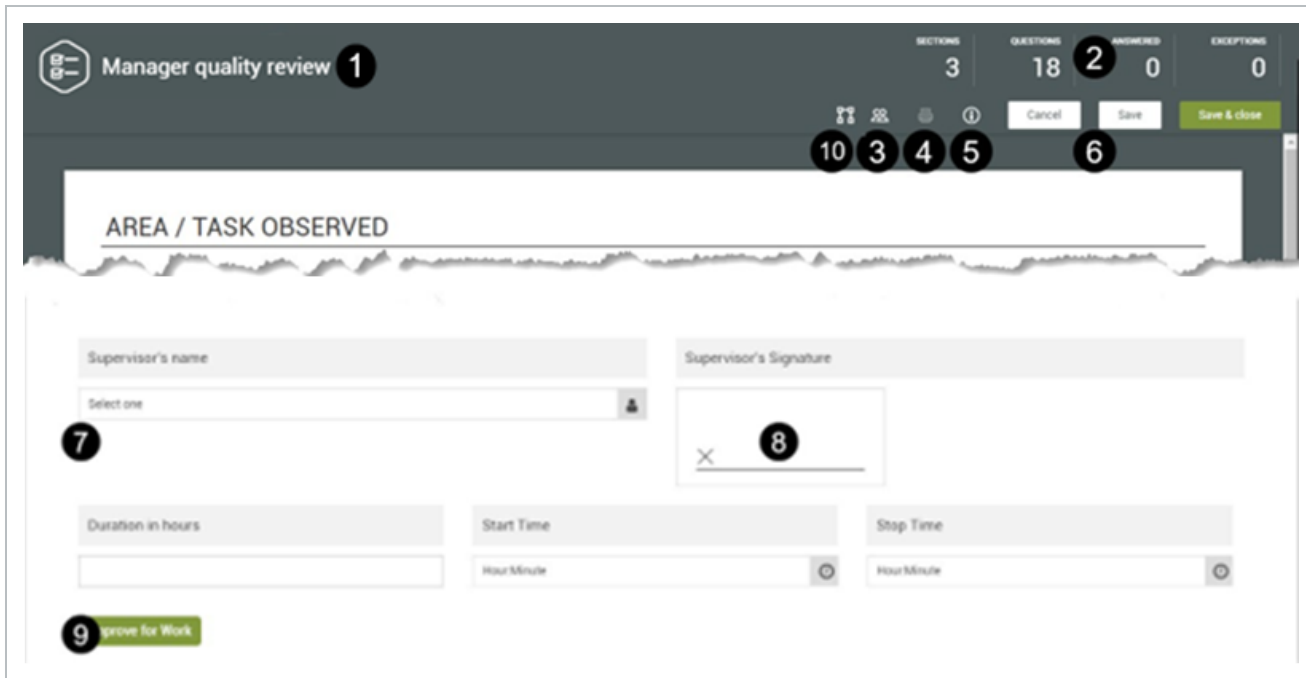 Manager quality review 1
SECTIONS QUESTIONS ANSWERED EXCEPTIONS
3 18 2 0 0
Cancel Save Save & close
10 3 4 5 6
AREA / TASK OBSERVED
Supervisor's name Supervisor's Signature
Select one
7 8
Duration in hours Start Time Stop Time
Hour:Minute Hour:Minute
9 prove for Work